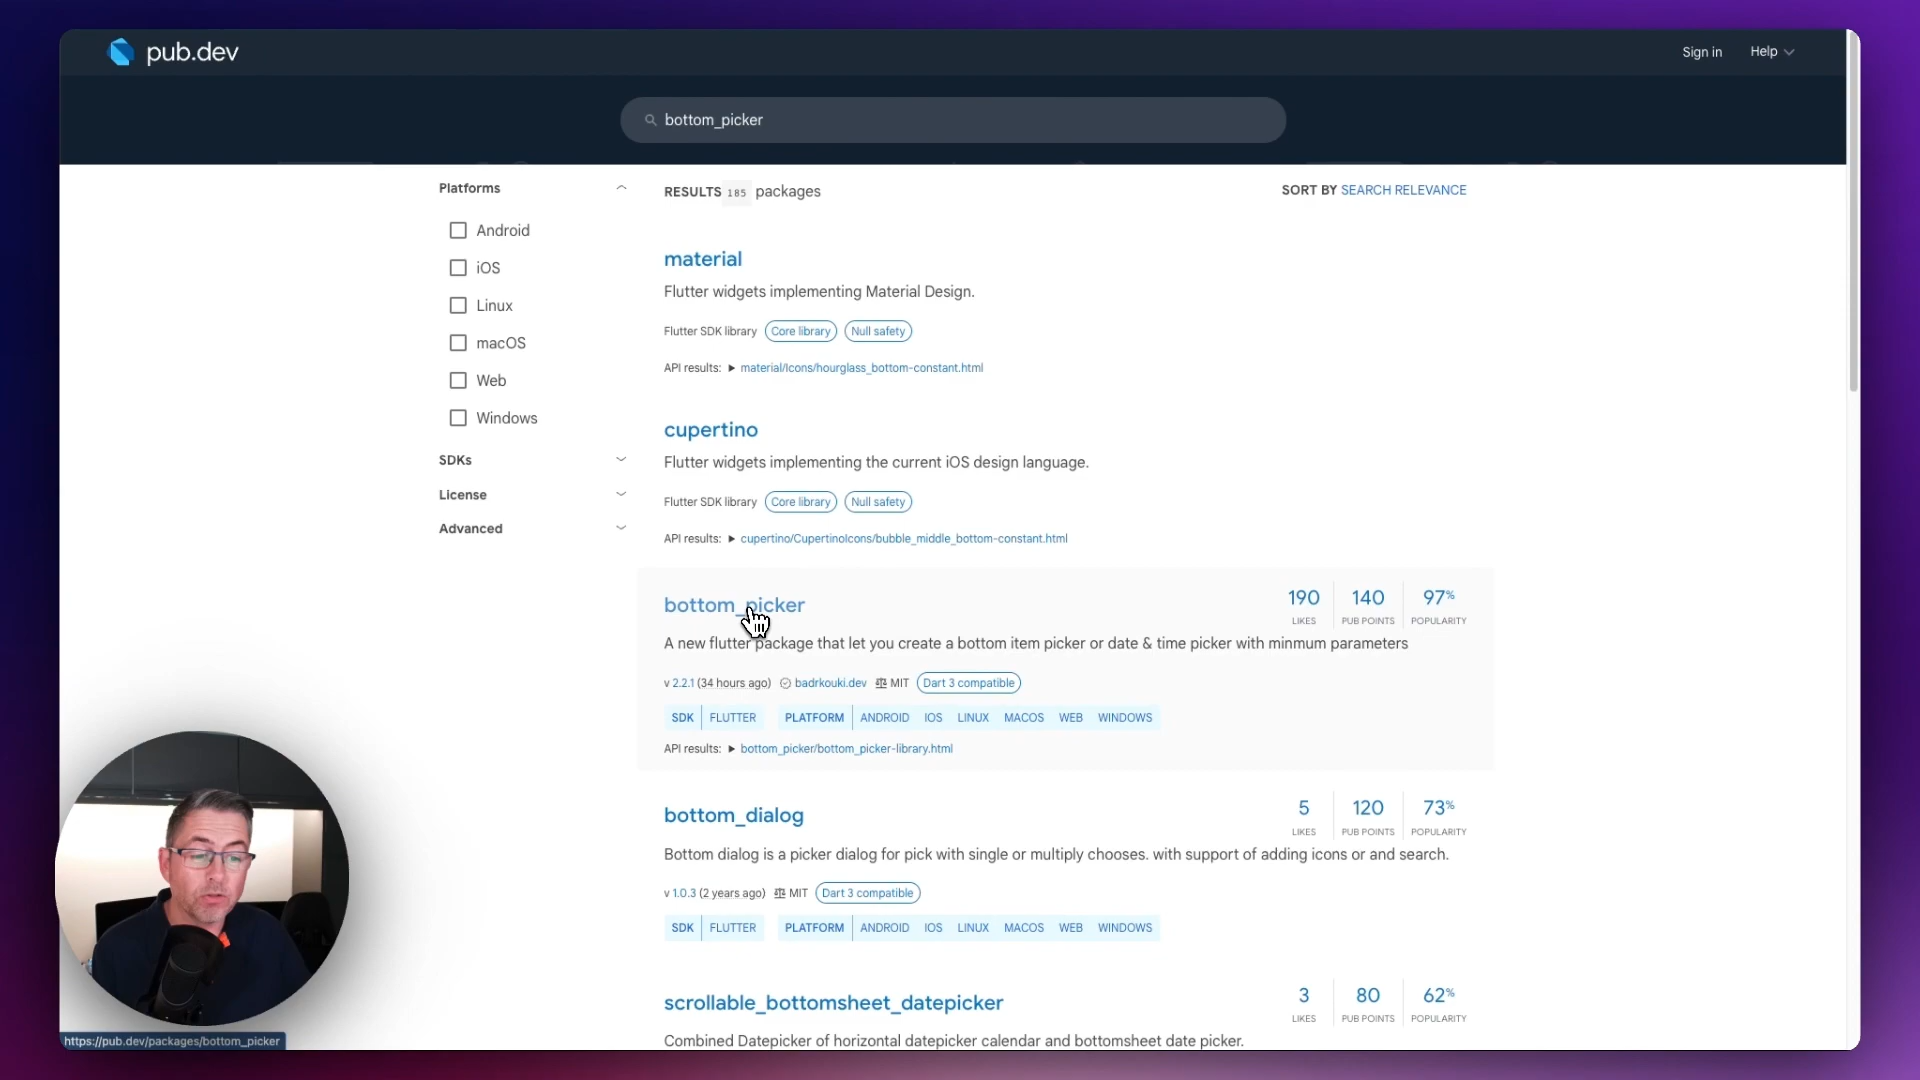 pub.dev
Sign in
Help
bottom_picker
Platforms
Android
iOS
Linux
macOS
Web
Windows
SDKs
License
Advanced
RESULTS 185 packages
SORT BY SEARCH RELEVANCE
material
Flutter widgets implementing Material Design.
Flutter SDK library Core library Null safety
API results: ▶ material/Icons/hourglass_bottom-constant.html
cupertino
Flutter widgets implementing the current iOS design language.
Flutter SDK library Core library Null safety
API results: ▶ cupertino/CupertinoIcons/bubble_middle_bottom-constant.html
bottom_picker
190 140 97%
LIKES PUB POINTS POPULARITY
A new flutter package that let you create a bottom item picker or date & time picker with minmum parameters
v 2.2.1 (34 hours ago) badrkouki.dev MIT Dart 3 compatible
SDK FLUTTER PLATFORM ANDROID IOS LINUX MACOS WEB WINDOWS
API results: ▶ bottom_picker/bottom_picker-library.html
bottom_dialog
5 120 73%
LIKES PUB POINTS POPULARITY
Bottom dialog is a picker dialog for pick with single or multiply chooses. with support of adding icons or and search.
v 1.0.3 (2 years ago) MIT Dart 3 compatible
SDK FLUTTER PLATFORM ANDROID IOS LINUX MACOS WEB WINDOWS
scrollable_bottomsheet_datepicker
3 80 62%
LIKES PUB POINTS POPULARITY
Combined Datepicker of horizontal datepicker calendar and bottomsheet date picker.
https://pub.dev/packages/bottom_picker